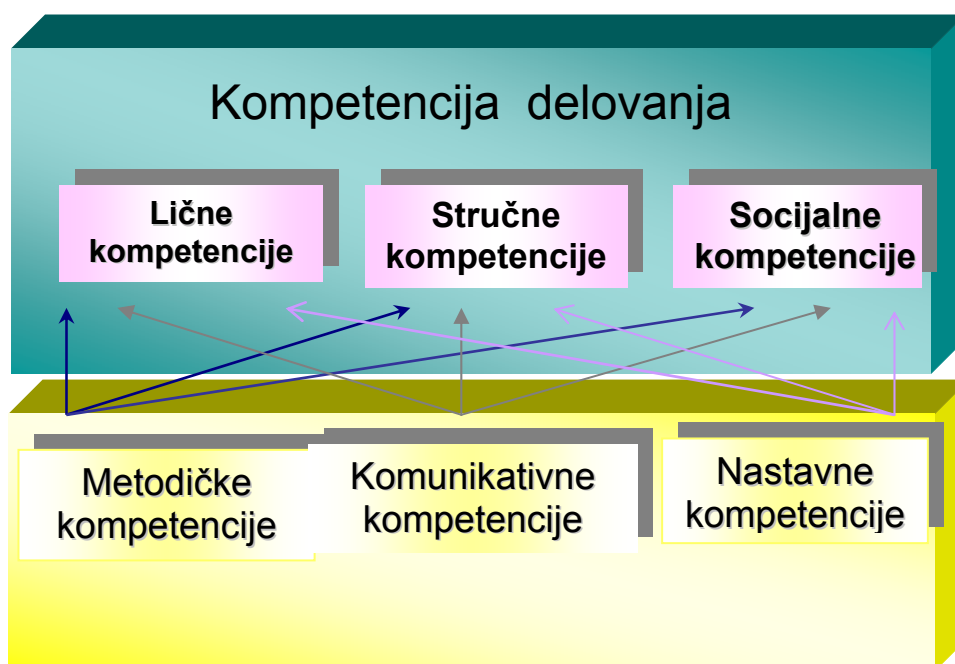 Kompetencija delovanja
Lične
kompetencije
Stručne
kompetencije
Socijalne
kompetencije
Metodičke
kompetencije
Komunikativne
kompetencije
Nastavne
kompetencije